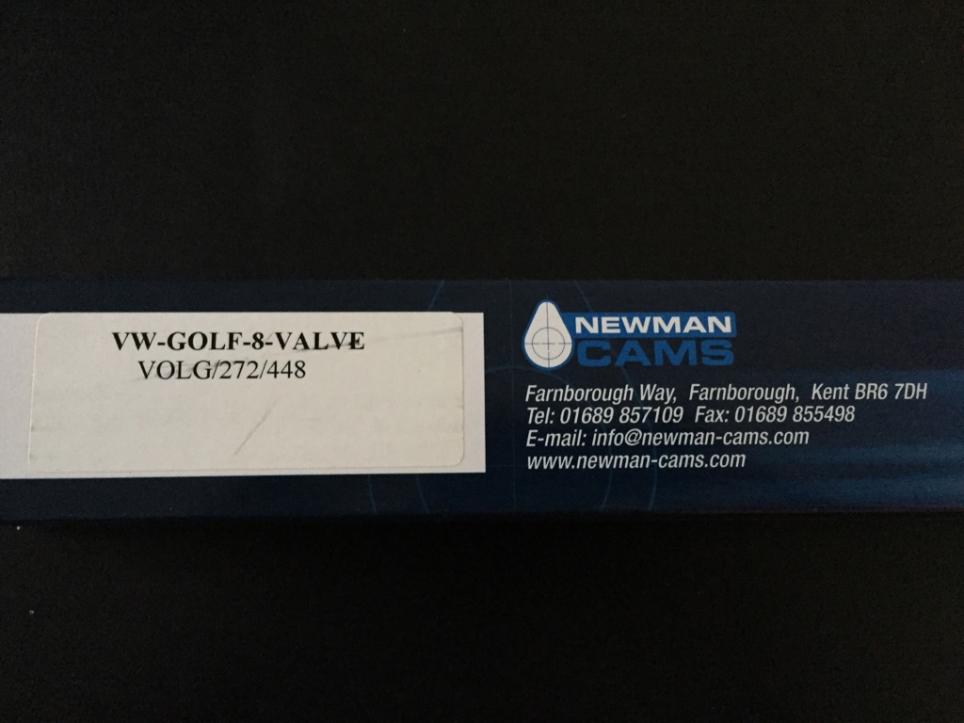 VW-GOLF-8-VALVE
VOLG/272/448
NEWMAN
CAMS
Farnborough Way, Farnborough, Kent BR6 7DH
Tel: 01689 857109 Fax: 01689 855498
E-mail: info@newman-cams.com
www.newman-cams.com